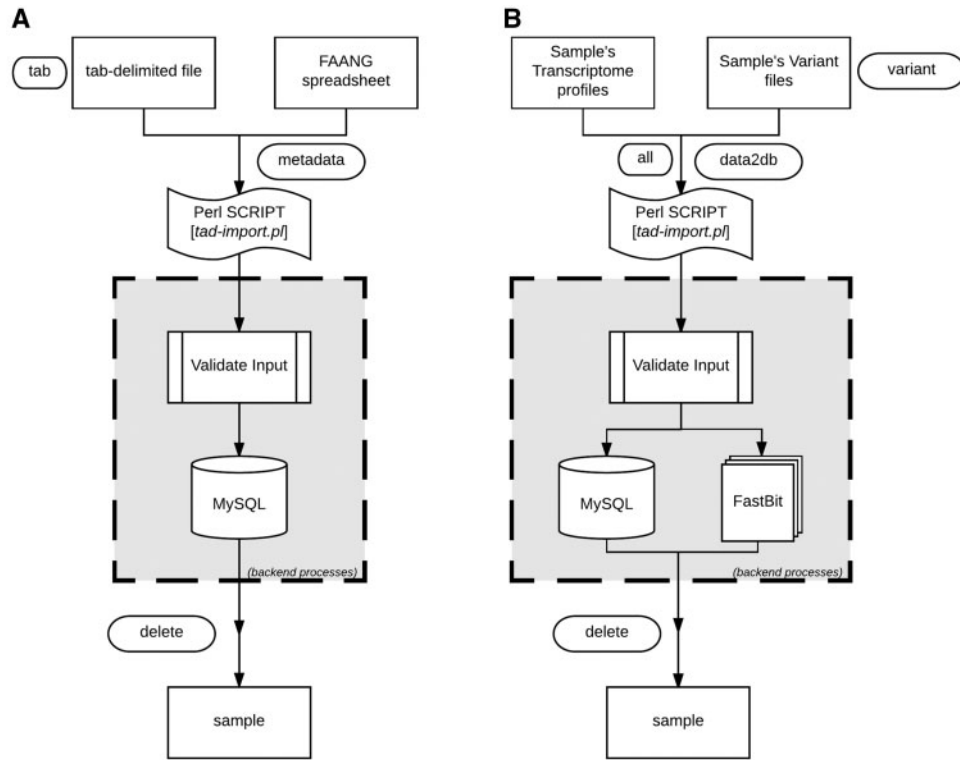 A
tab
tab-delimited file
FAANG
spreadsheet
metadata
Perl SCRIPT
[tad-import.pl]
Validate Input
MySQL
(backend processes)
delete
sample
B
Sample's
Transcriptome
profiles
Sample's Variant
files
variant
all
data2db
Perl SCRIPT
[tad-import.pl]
Validate Input
MySQL
FastBit
(backend processes)
delete
sample